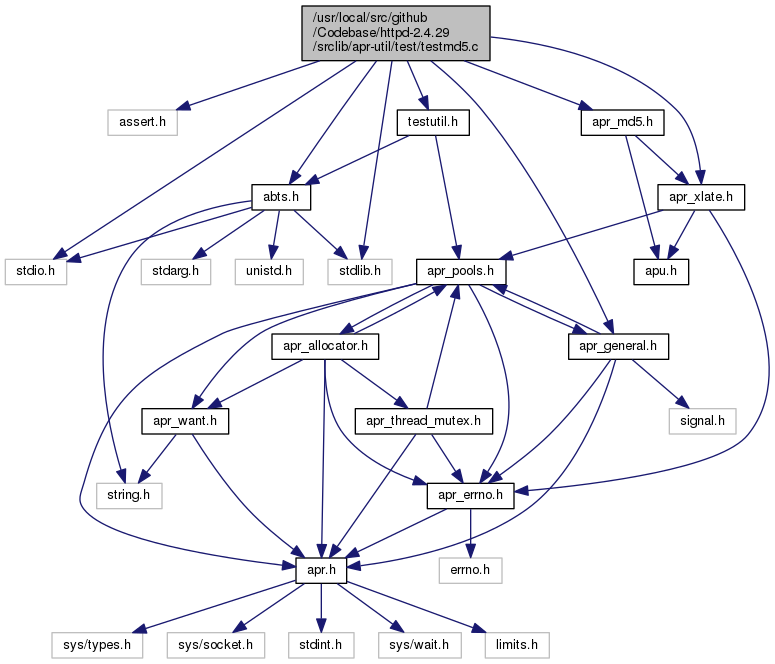 /usr/local/src/github
/Codebase/httpd-2.4.29
/srclib/apr-util/test/testmd5.c
assert.h
testutil.h
apr_md5.h
abts.h
apr_xlate.h
stdio.h
stdarg.h
unistd.h
stdlib.h
apr_pools.h
apu.h
apr_allocator.h
apr_general.h
apr_want.h
apr_thread_mutex.h
signal.h
string.h
apr_errno.h
apr.h
errno.h
sys/types.h
sys/socket.h
stdint.h
sys/wait.h
limits.h